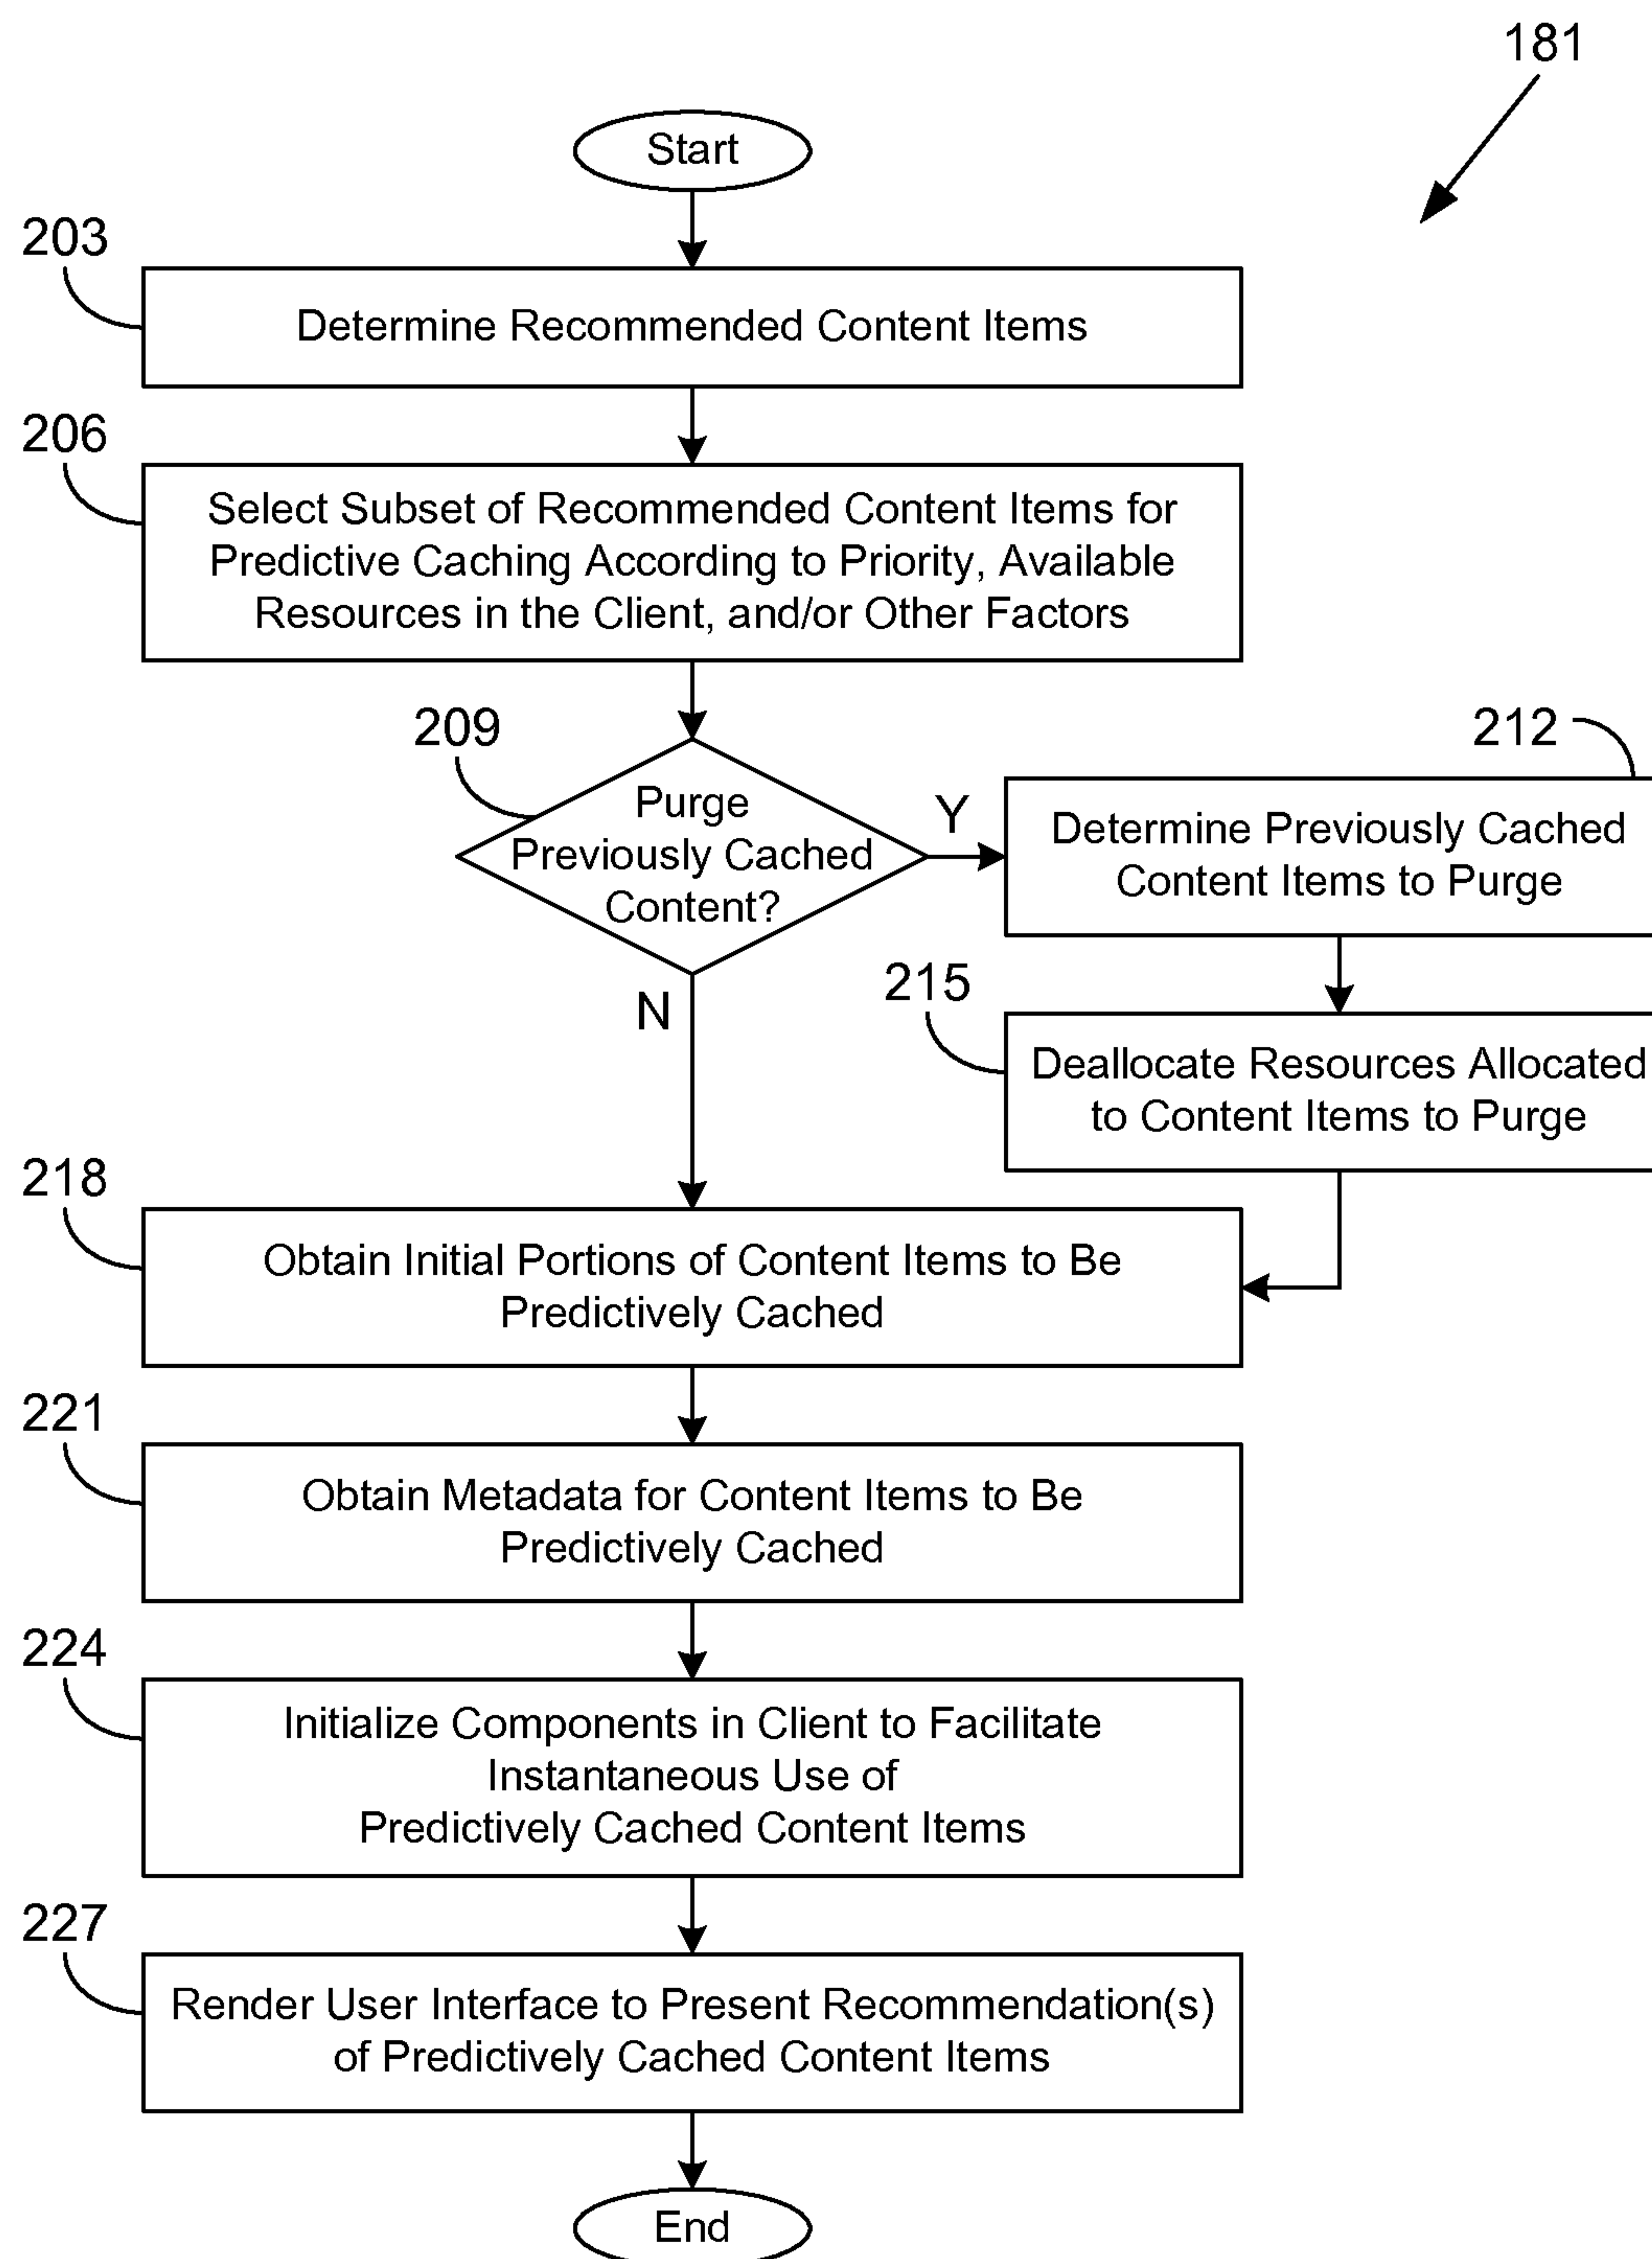 181
Start
203
Determine Recommended Content Items
206
Select Subset of Recommended Content Items for
Predictive Caching According to Priority, Available
Resources in the Client, and/or Other Factors
209
Purge
Previously Cached
Content?
Y
N
212
Determine Previously Cached
Content Items to Purge
215
Deallocate Resources Allocated
to Content Items to Purge
218
Obtain Initial Portions of Content Items to Be
Predictively Cached
221
Obtain Metadata for Content Items to Be
Predictively Cached
224
Initialize Components in Client to Facilitate
Instantaneous Use of
Predictively Cached Content Items
227
Render User Interface to Present Recommendation(s)
of Predictively Cached Content Items
End